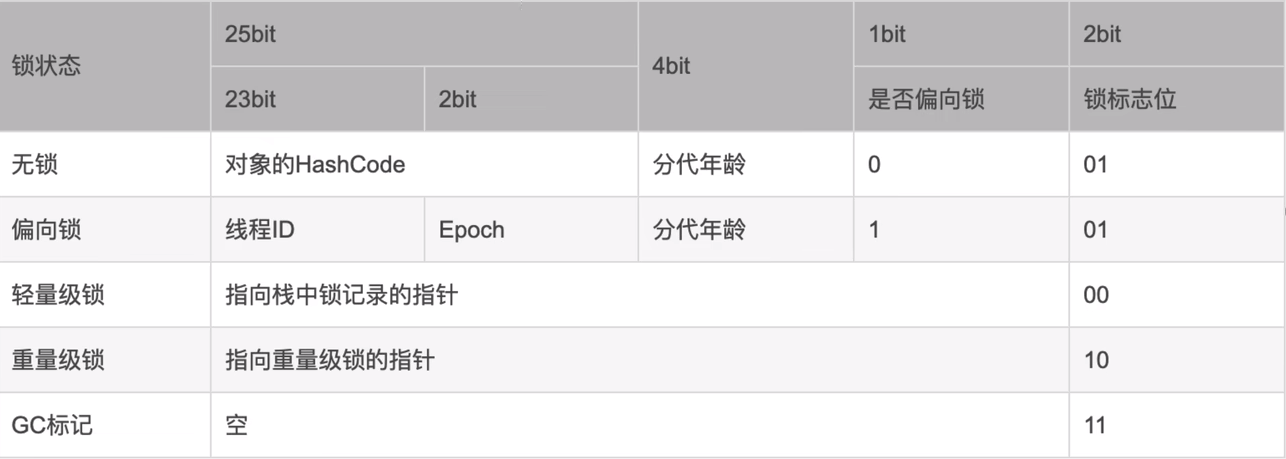 锁状态 25bit 4bit 1bit 2bit
23bit 2bit 是否偏向锁 锁标志位
无锁 对象的HashCode 分代年龄 0 01
偏向锁 线程ID Epoch 分代年龄 1 01
轻量级锁 指向栈中锁记录的指针 00
重量级锁 指向重量级锁的指针 10
GC标记 空 11